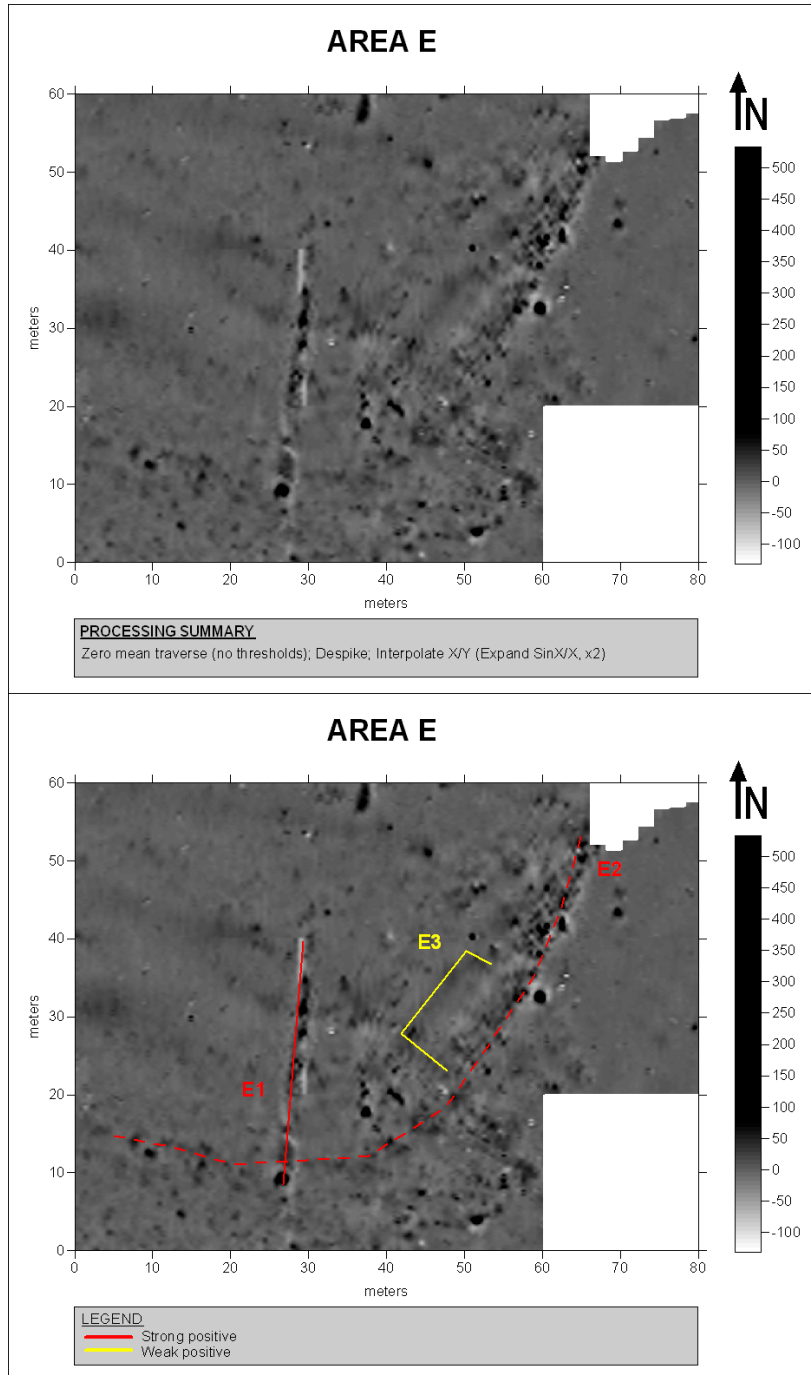 AREA E
60
50
40
30
20
10
0
meters
0 10 20 30 40 50 60 70 80
meters
N
500
450
400
350
300
250
200
150
100
50
0
-50
-100
PROCESSING SUMMARY
Zero mean traverse (no thresholds); Despike; Interpolate X/Y (Expand SinX/X, x2)
AREA E
60
50
40
30
20
10
0
meters
E1
E2
E3
0 10 20 30 40 50 60 70 80
meters
N
500
450
400
350
300
250
200
150
100
50
0
-50
-100
LEGEND
Strong positive
Weak positive